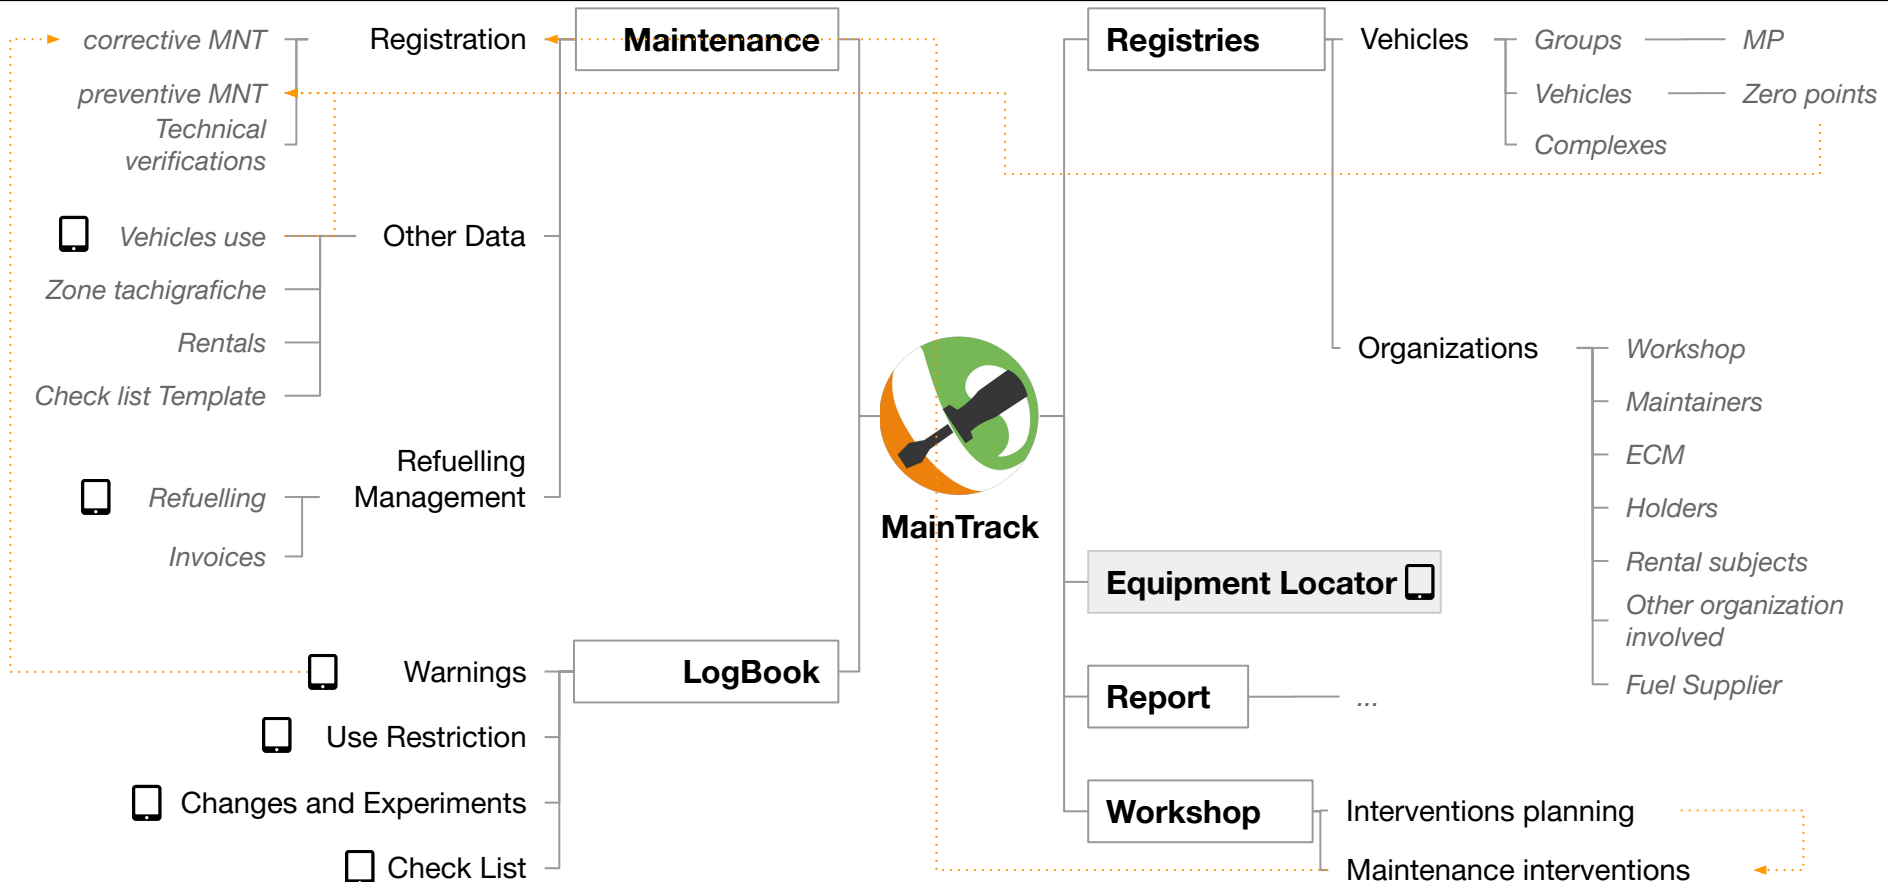 corrective MNT
preventive MNT
Technical
verifications
Registration
Maintenance
Vehicles use
Zone tachigrafiche
Rentals
Check list Template
Other Data
Refuelling
Invoices
Refuelling
Management
Warnings
Use Restriction
Changes and Experiments
Check List
LogBook
MainTrack
Registries
Vehicles
Groups
MP
Vehicles
Zero points
Complexes
Organizations
Workshop
Maintainers
ECM
Holders
Rental subjects
Other organization
involved
Fuel Supplier
Equipment Locator
Report
...
Workshop
Interventions planning
Maintenance interventions